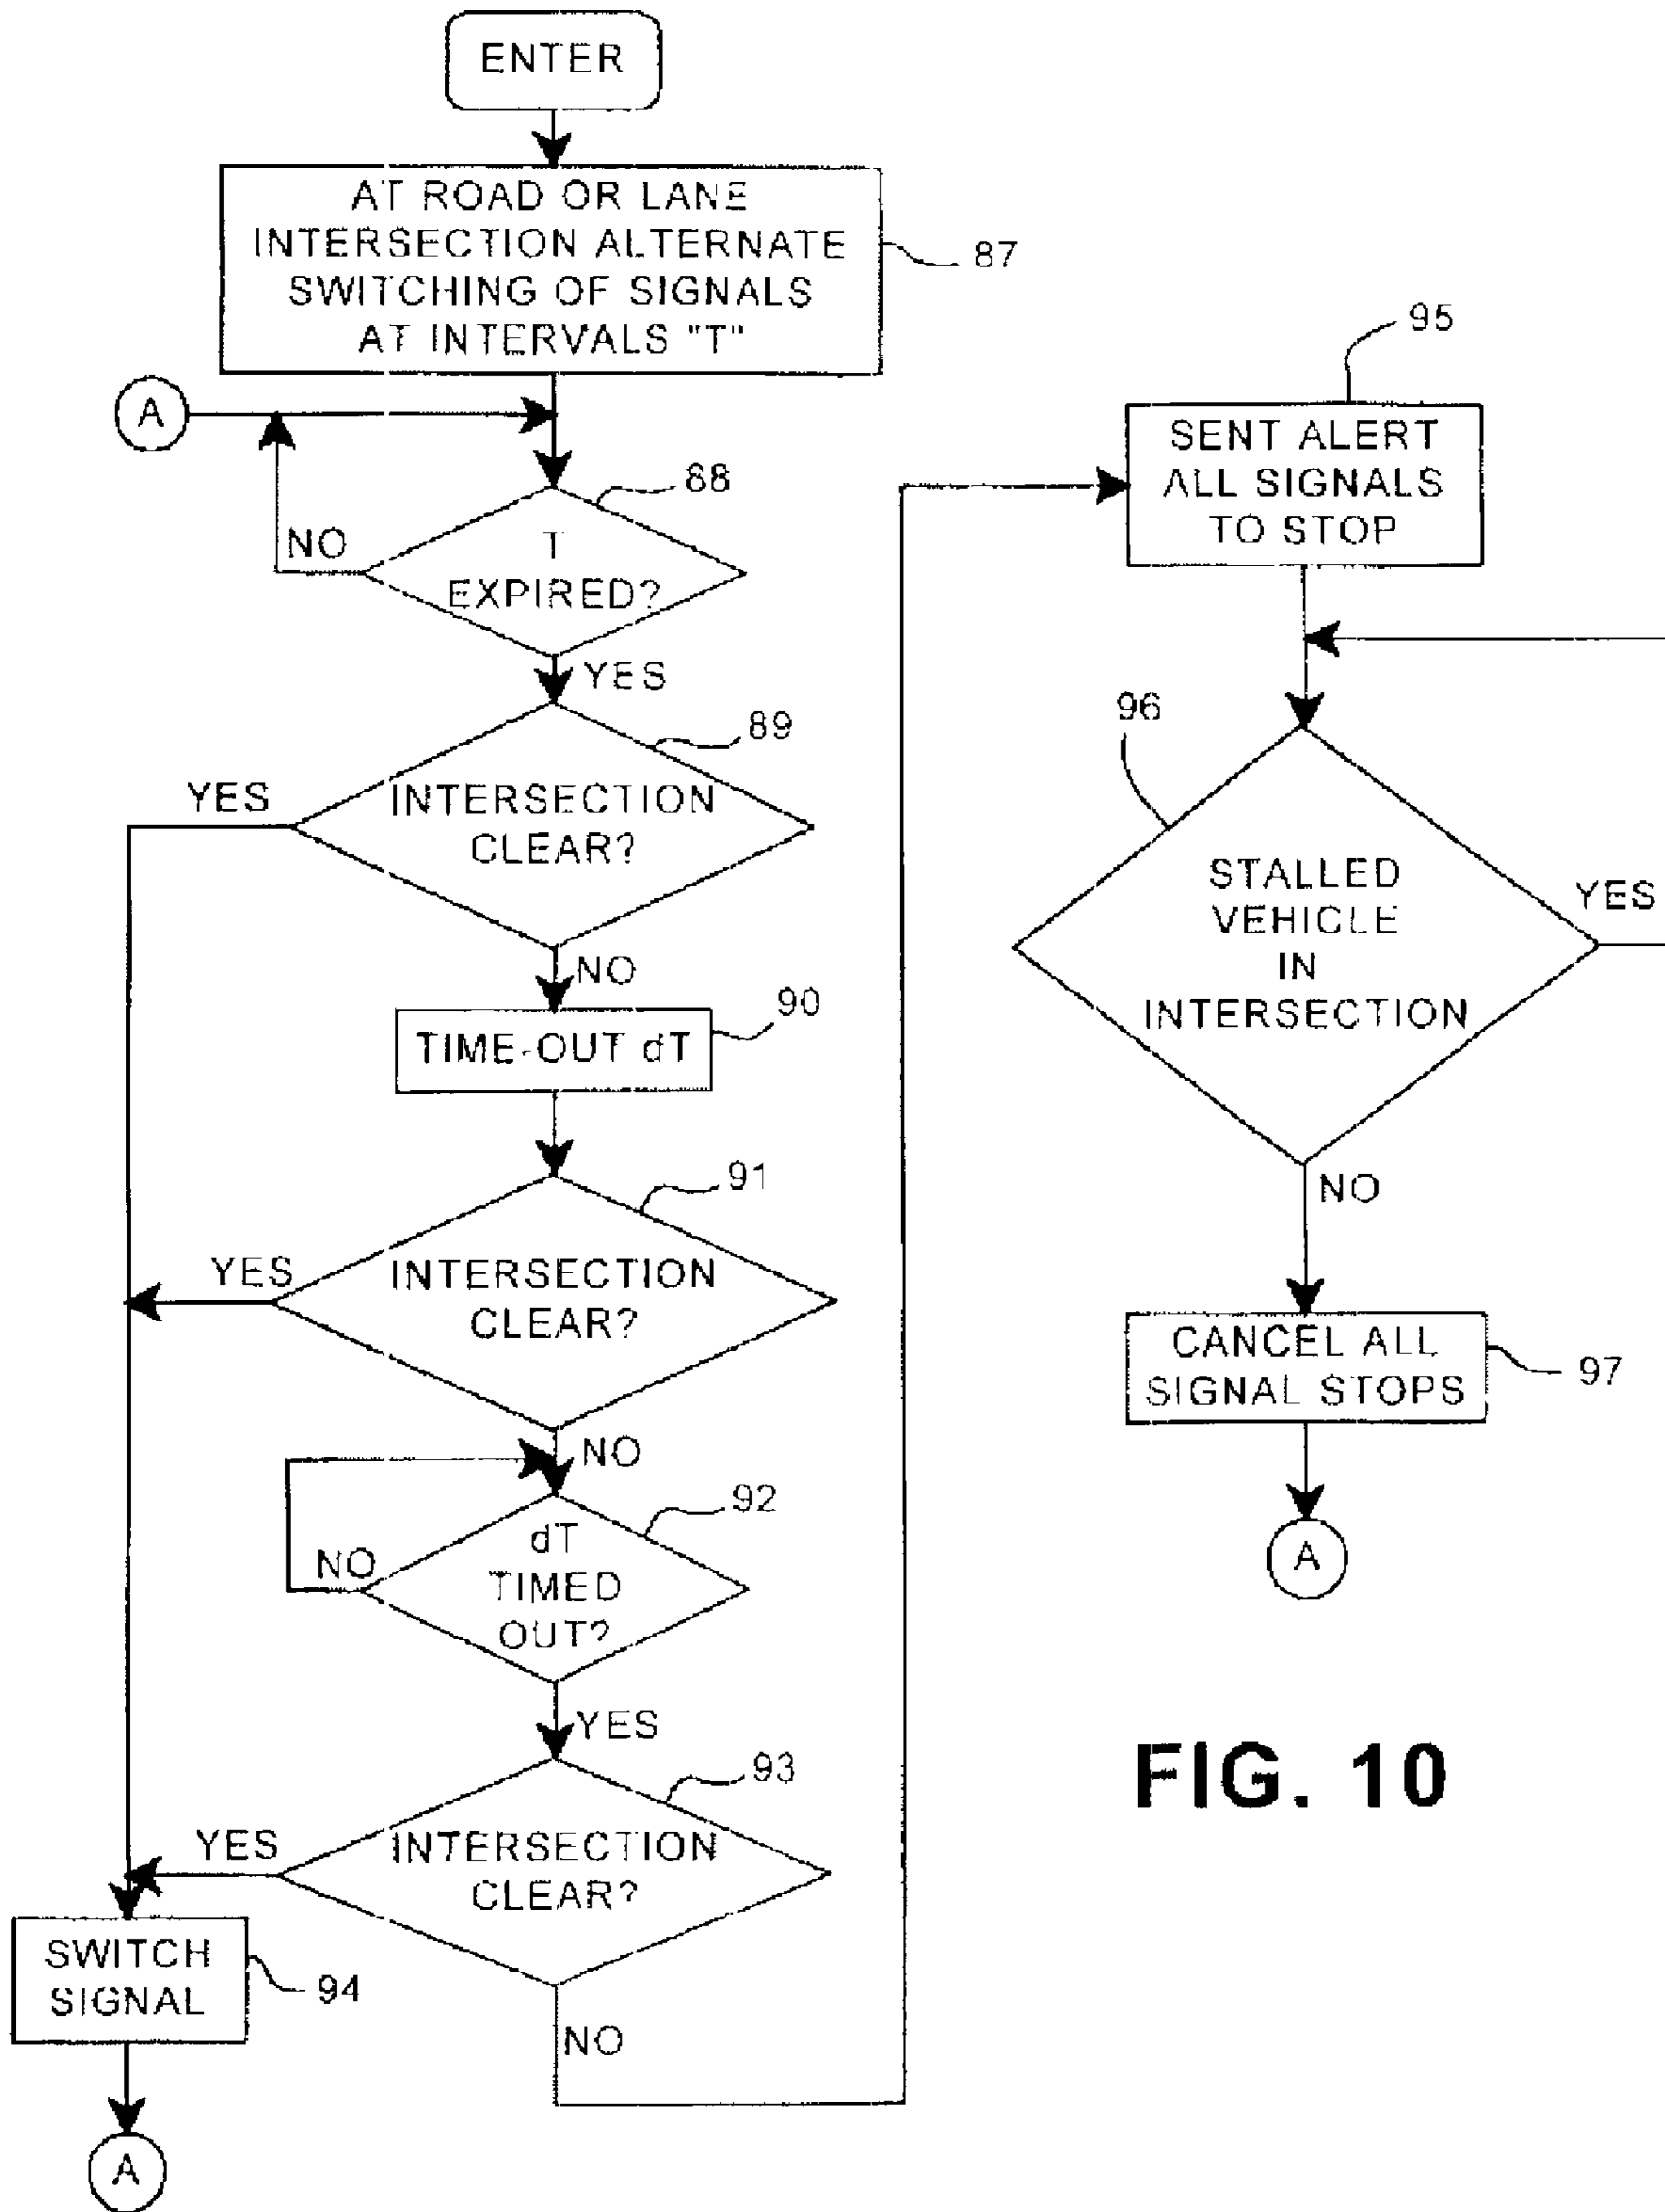 ENTER
AT ROAD OR LANE
INTERSECTION ALTERNATE
SWITCHING OF SIGNALS
AT INTERVALS "T"
87
A
88
NO
T
EXPIRED?
YES
89
YES
INTERSECTION
CLEAR?
NO
90
TIME-OUT dT
91
YES
INTERSECTION
CLEAR?
NO
92
NO
dT
TIMED
OUT?
YES
93
YES
INTERSECTION
CLEAR?
NO
SWITCH
SIGNAL
94
A
95
SENT ALERT
ALL SIGNALS
TO STOP
96
STALLED
VEHICLE
IN
INTERSECTION
YES
NO
CANCEL ALL
SIGNAL STOPS
97
A
FIG. 10